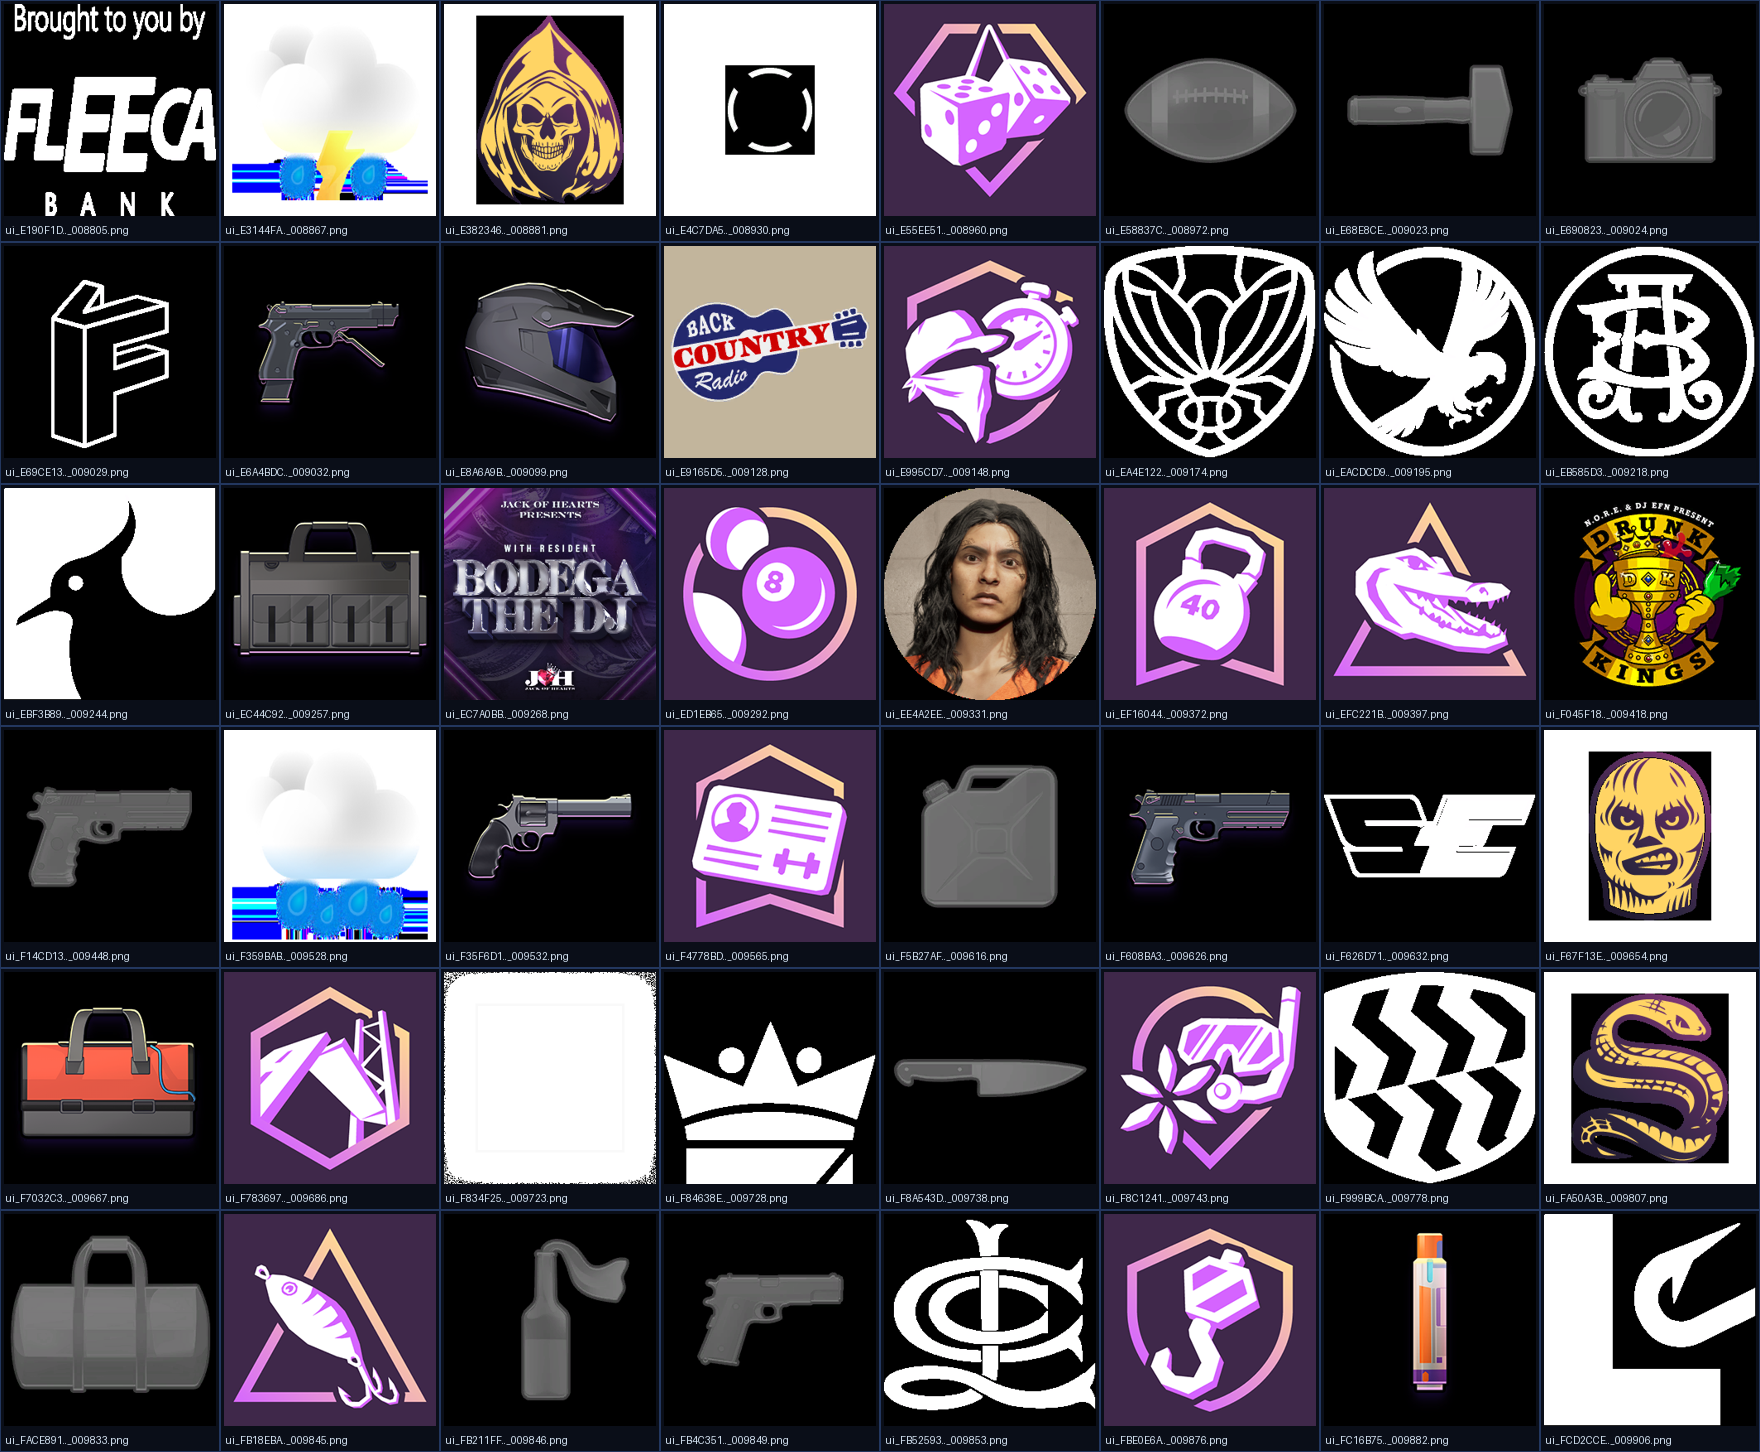 Brought to you by
FLEECA
BANK
ui_E190F1D.._008805.png
ui_E3144FA.._008867.png
ui_E382346.._008881.png
ui_E4C7DA5.._008930.png
ui_E55EE51.._008960.png
ui_E58837C.._008972.png
ui_E68E8CE.._009023.png
ui_E690823.._009024.png
F
BACK
COUNTRY
Radio
ui_E69CE13.._009029.png
ui_E6A4BDC.._009032.png
ui_E8A6A9B.._009099.png
ui_E9165D5.._009128.png
ui_E995CD7.._009148.png
ui_EA4E122.._009174.png
ui_EACDCD9.._009195.png
ui_EB585D3.._009218.png
JACK OF HEARTS
PRESENTS
WITH RESIDENT
BODEGA
THE DJ
J H
JACK OF HEARTS
8
40
N.O.R.E. & DJ EFN PRESENT
DRUNK
D K
KINGS
ui_EBF3B89.._009244.png
ui_EC44C92.._009257.png
ui_EC7A0BB.._009268.png
ui_ED1EB65.._009292.png
ui_EE4A2EE.._009331.png
ui_EF16044.._009372.png
ui_EFC221B.._009397.png
ui_F045F18.._009418.png
ui_F14CD13.._009448.png
ui_F359BAB.._009528.png
ui_F35F6D1.._009532.png
ui_F4778BD.._009565.png
ui_F5B27AF.._009616.png
ui_F608BA3.._009626.png
ui_F626D71.._009632.png
ui_F67F13E.._009654.png
ui_F7032C3.._009667.png
ui_F783697.._009686.png
ui_F834F25.._009723.png
ui_F84638E.._009728.png
ui_F8A543D.._009738.png
ui_F8C1241.._009743.png
ui_F999BCA.._009778.png
ui_FA50A3B.._009807.png
ui_FACE891.._009833.png
ui_FB18EBA.._009845.png
ui_FB211FF.._009846.png
ui_FB4C351.._009849.png
ui_FB52593.._009853.png
ui_FBE0E6A.._009876.png
ui_FC16B75.._009882.png
ui_FCD2CCE.._009906.png